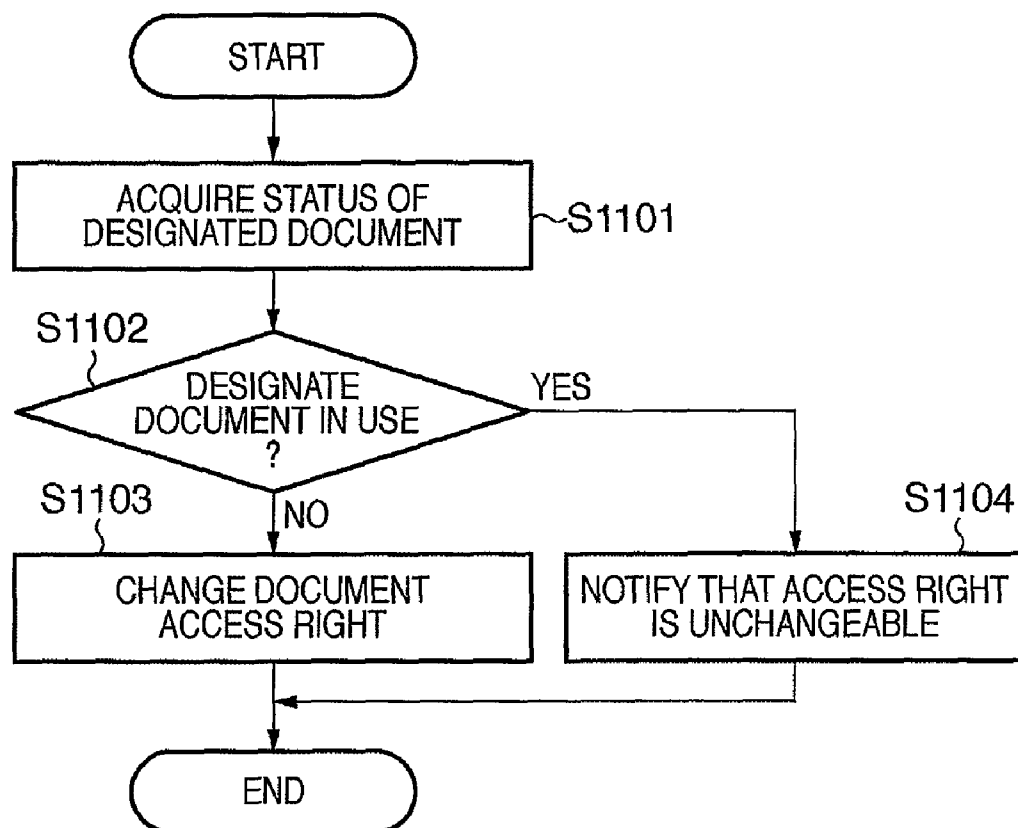 START
ACQUIRE STATUS OF
DESIGNATED DOCUMENT
S1101
S1102
DESIGNATE
DOCUMENT IN USE
?
YES
NO
S1103
CHANGE DOCUMENT
ACCESS RIGHT
S1104
NOTIFY THAT ACCESS RIGHT
IS UNCHANGEABLE
END